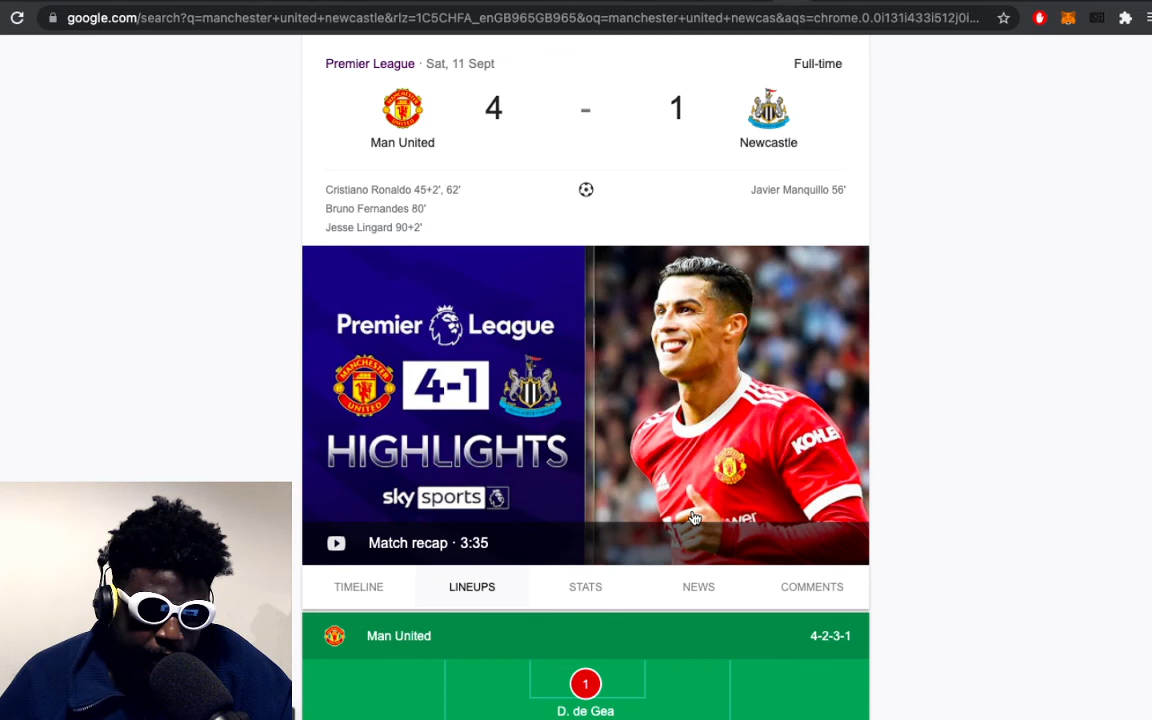 google.com/search?q=manchester+united+newcastle&rlz=1C5CHFA_enGB965GB965&oq=manchester+united+newcas&aqs=chrome.0.0i131i433i512j0i...
Premier League · Sat, 11 Sept
Full-time
4 - 1
Man United
Newcastle
Cristiano Ronaldo 45+2', 62'
Javier Manquillo 56'
Bruno Fernandes 80'
Jesse Lingard 90+2'
Premier League
4-1
HIGHLIGHTS
sky sports
KOHLER
Match recap · 3:35
TIMELINE
LINEUPS
STATS
NEWS
COMMENTS
Man United
4-2-3-1
1
D. de Gea